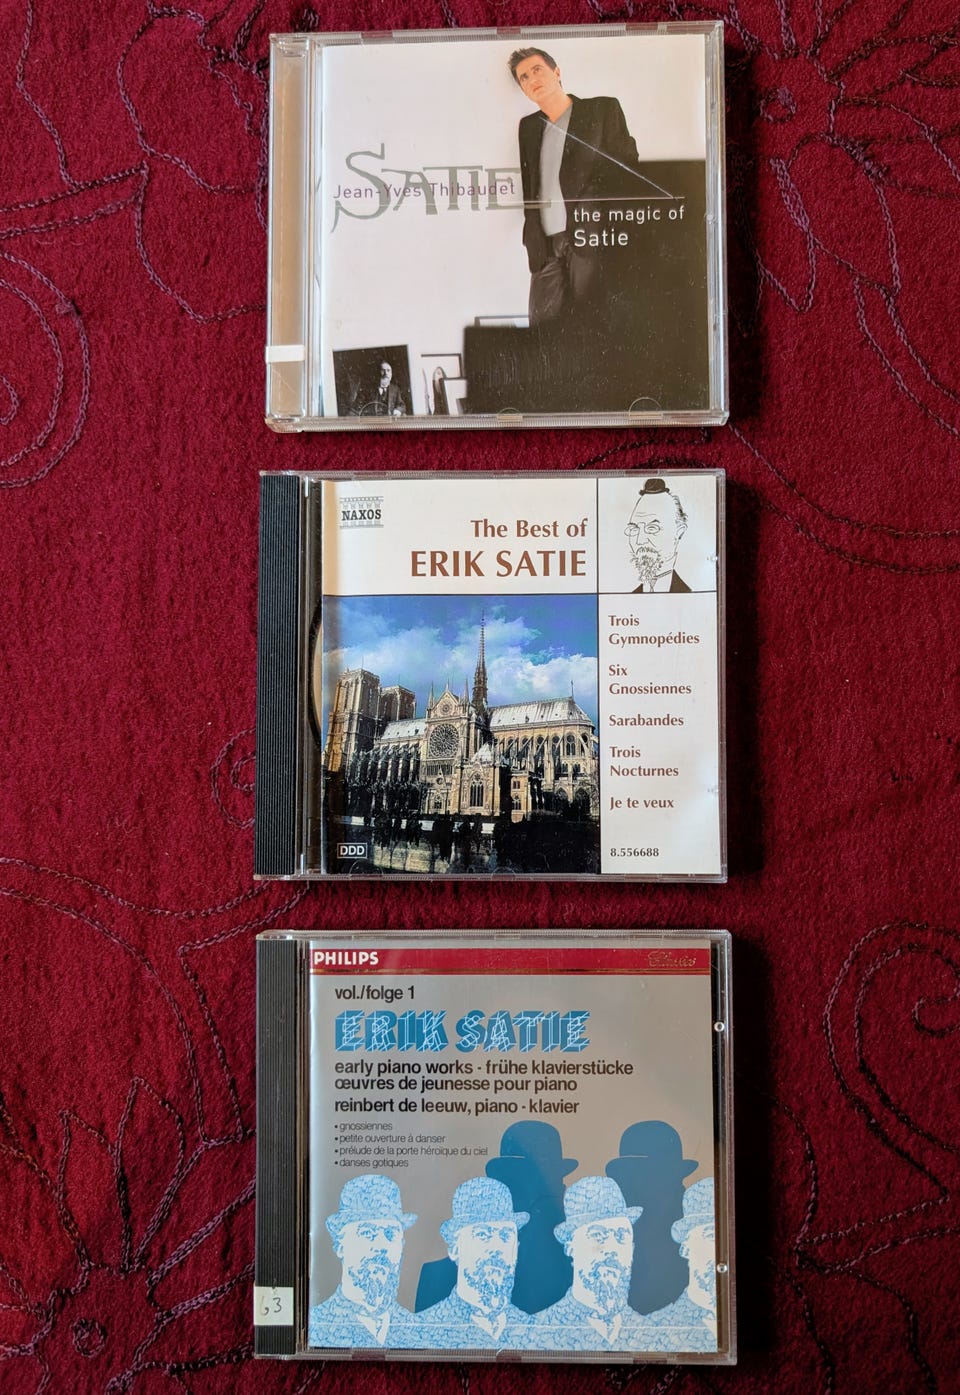 SATIE
Jean-Yves Thibaudet
the magic of
Satie
NAXOS
The Best of
ERIK SATIE
Trois
Gymnopédies
Six
Gnossiennes
Sarabandes
Trois
Nocturnes
Je te veux
DDD
8.556688
PHILIPS
Classics
vol./folge 1
ERIK SATIE
early piano works - frühe klavierstücke
œuvres de jeunesse pour piano
reinbert de leeuw, piano - klavier
• gnossiennes
• petite ouverture à danser
• prélude de la porte héroïque du ciel
• danses gotiques
63